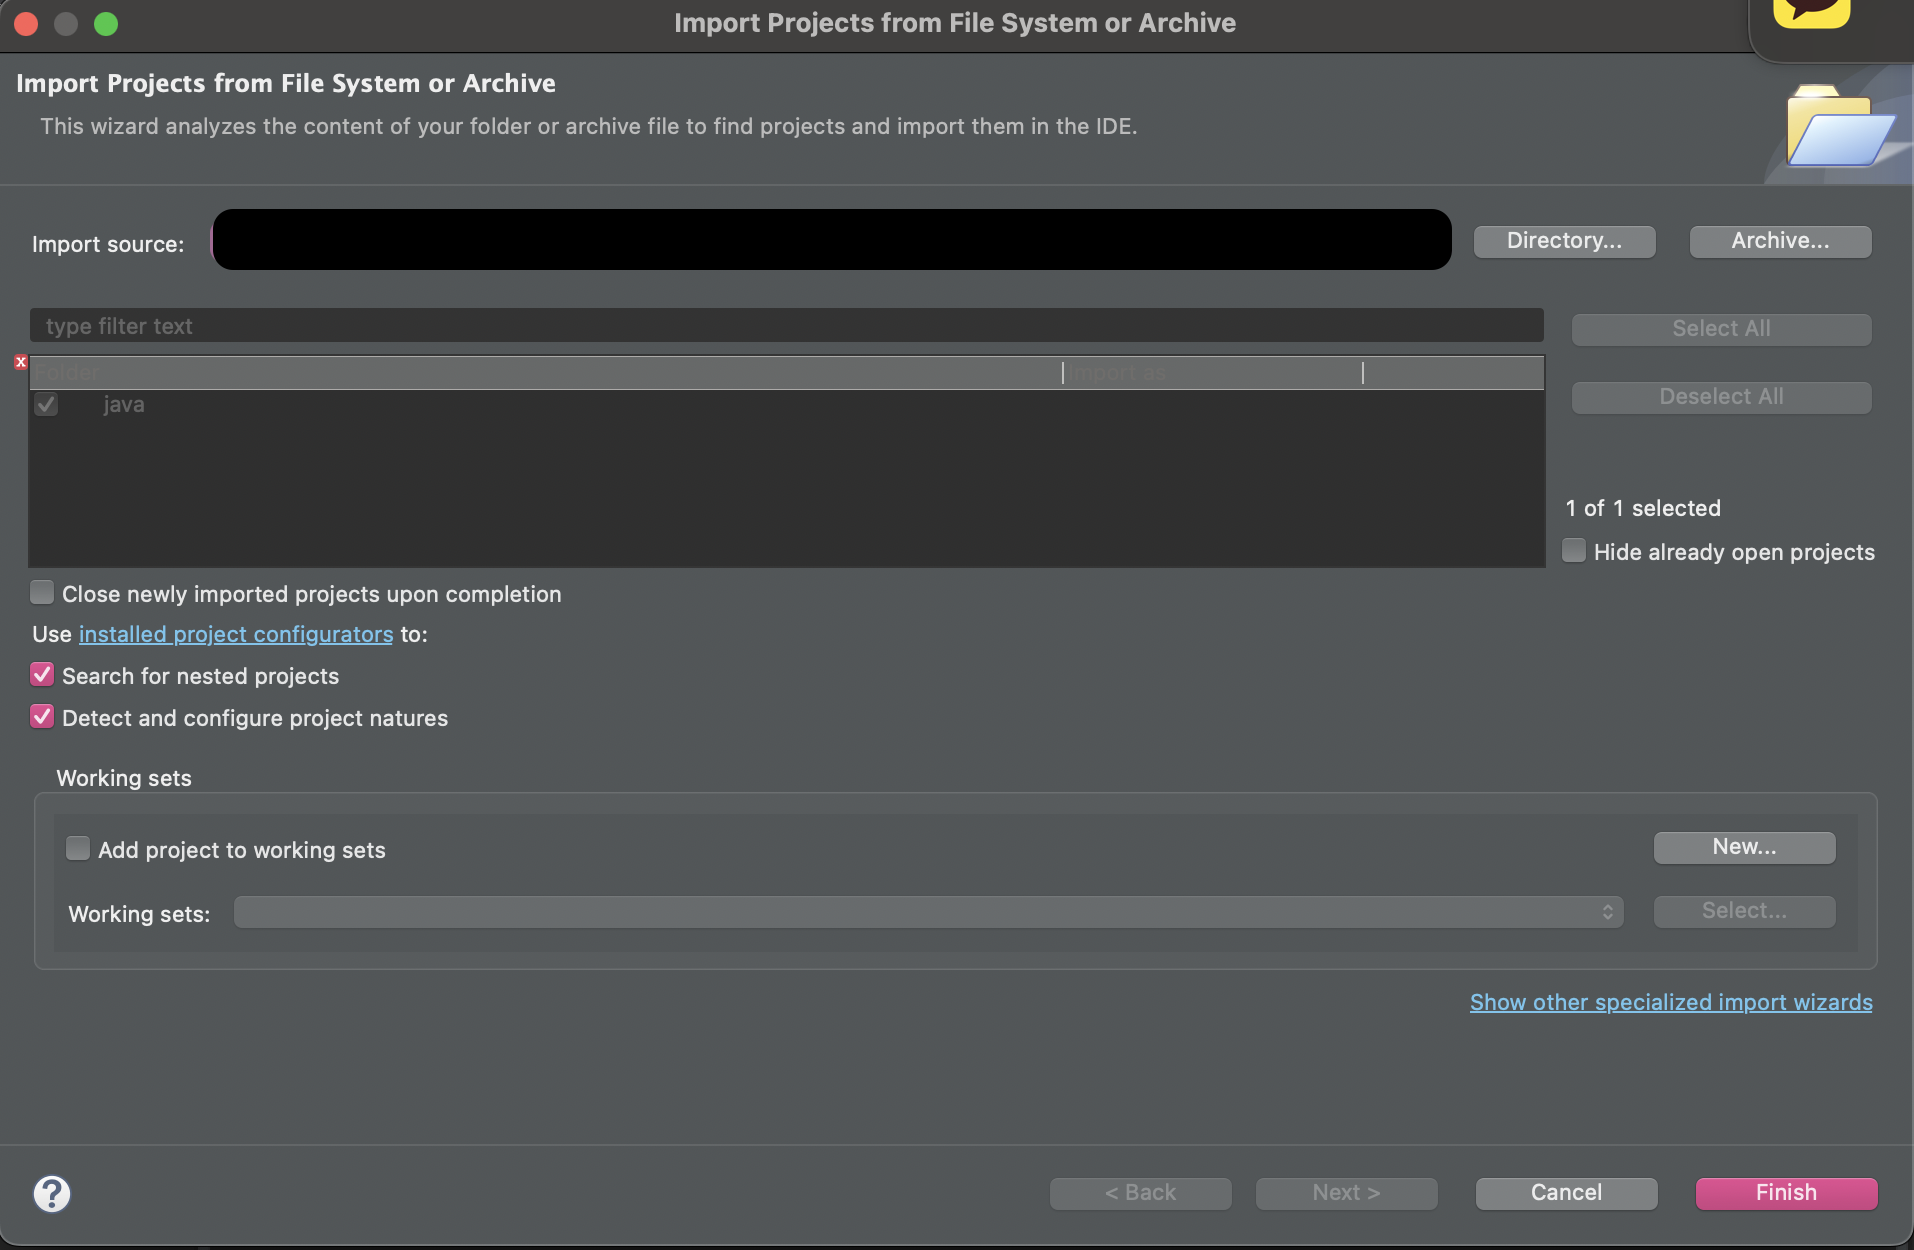 Import Projects from File System or Archive
Import Projects from File System or Archive
This wizard analyzes the content of your folder or archive file to find projects and import them in the IDE.
Import source:
Directory...
Archive...
type filter text
Select All
Folder
Import as
java
Deselect All
1 of 1 selected
Hide already open projects
Close newly imported projects upon completion
Use installed project configurators to:
Search for nested projects
Detect and configure project natures
Working sets
Add project to working sets
New...
Working sets:
Select...
Show other specialized import wizards
?
< Back
Next >
Cancel
Finish